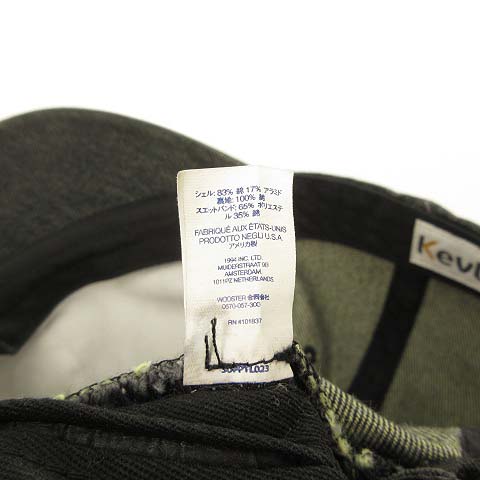 シェル: 83% 綿 17% アラミド
裏地: 100% 綿
スエットバンド: 65% ポリエステ
ル 35% 綿
FABRIQUÉ AUX ÉTATS-UNIS
PRODOTTO NEGLI U.S.A.
アメリカ製
1994 INC. LTD.
MUIDERSTRAAT 9B
AMSTERDAM,
1011PZ NETHERLANDS
WOOSTER 合同会社
0570-057-300
RN #101837